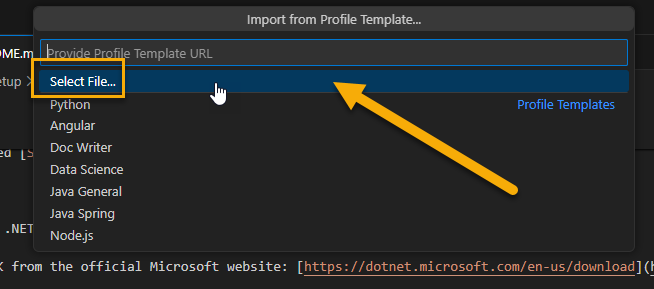 Import from Profile Template...
OME.m
Provide Profile Template URL
etup
Select File...
Python
Profile Templates
Angular
Doc Writer
ed [S
Data Science
Java General
Java Spring
.NET
Node.js
K from the official Microsoft website: [https://dotnet.microsoft.com/en-us/download](h